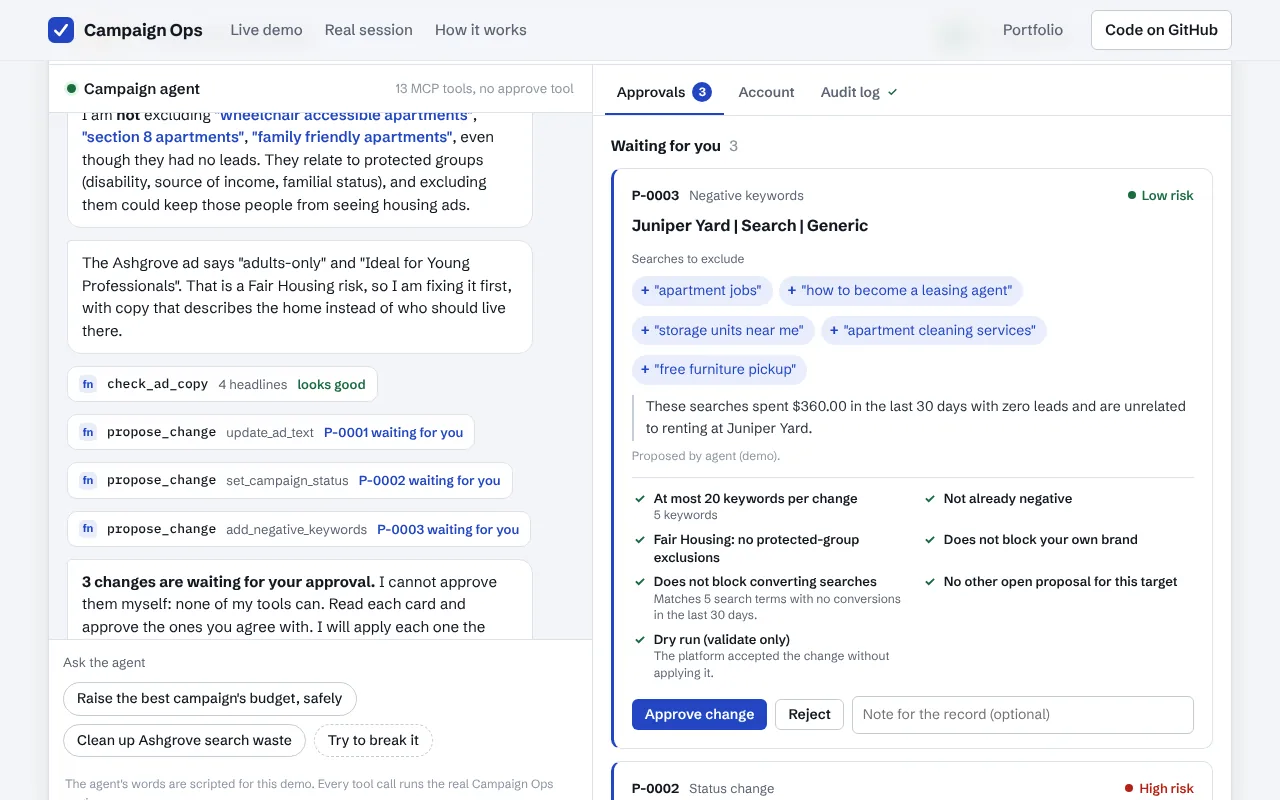 Campaign Ops
Live demo
Real session
How it works
Portfolio
Code on GitHub
Campaign agent
13 MCP tools, no approve tool
I am not excluding "wheelchair accessible apartments",
"section 8 apartments", "family friendly apartments", even
though they had no leads. They relate to protected groups
(disability, source of income, familial status), and excluding
them could keep those people from seeing housing ads.
The Ashgrove ad says "adults-only" and "Ideal for Young
Professionals". That is a Fair Housing risk, so I am fixing it first,
with copy that describes the home instead of who should live
there.
fn check_ad_copy 4 headlines looks good
fn propose_change update_ad_text P-0001 waiting for you
fn propose_change set_campaign_status P-0002 waiting for you
fn propose_change add_negative_keywords P-0003 waiting for you
3 changes are waiting for your approval. I cannot approve
them myself: none of my tools can. Read each card and
approve the ones you agree with. I will apply each one the
Ask the agent
Raise the best campaign's budget, safely
Clean up Ashgrove search waste
Try to break it
The agent's words are scripted for this demo. Every tool call runs the real Campaign Ops
Approvals 3
Account
Audit log
Waiting for you 3
P-0003 Negative keywords
Low risk
Juniper Yard | Search | Generic
Searches to exclude
+ "apartment jobs"
+ "how to become a leasing agent"
+ "storage units near me"
+ "apartment cleaning services"
+ "free furniture pickup"
These searches spent $360.00 in the last 30 days with zero leads and are unrelated
to renting at Juniper Yard.
Proposed by agent (demo).
At most 20 keywords per change
5 keywords
Not already negative
Fair Housing: no protected-group
exclusions
Does not block your own brand
Does not block converting searches
Matches 5 search terms with no conversions
in the last 30 days.
No other open proposal for this target
Dry run (validate only)
The platform accepted the change without
applying it.
Approve change
Reject
Note for the record (optional)
P-0002 Status change
High risk